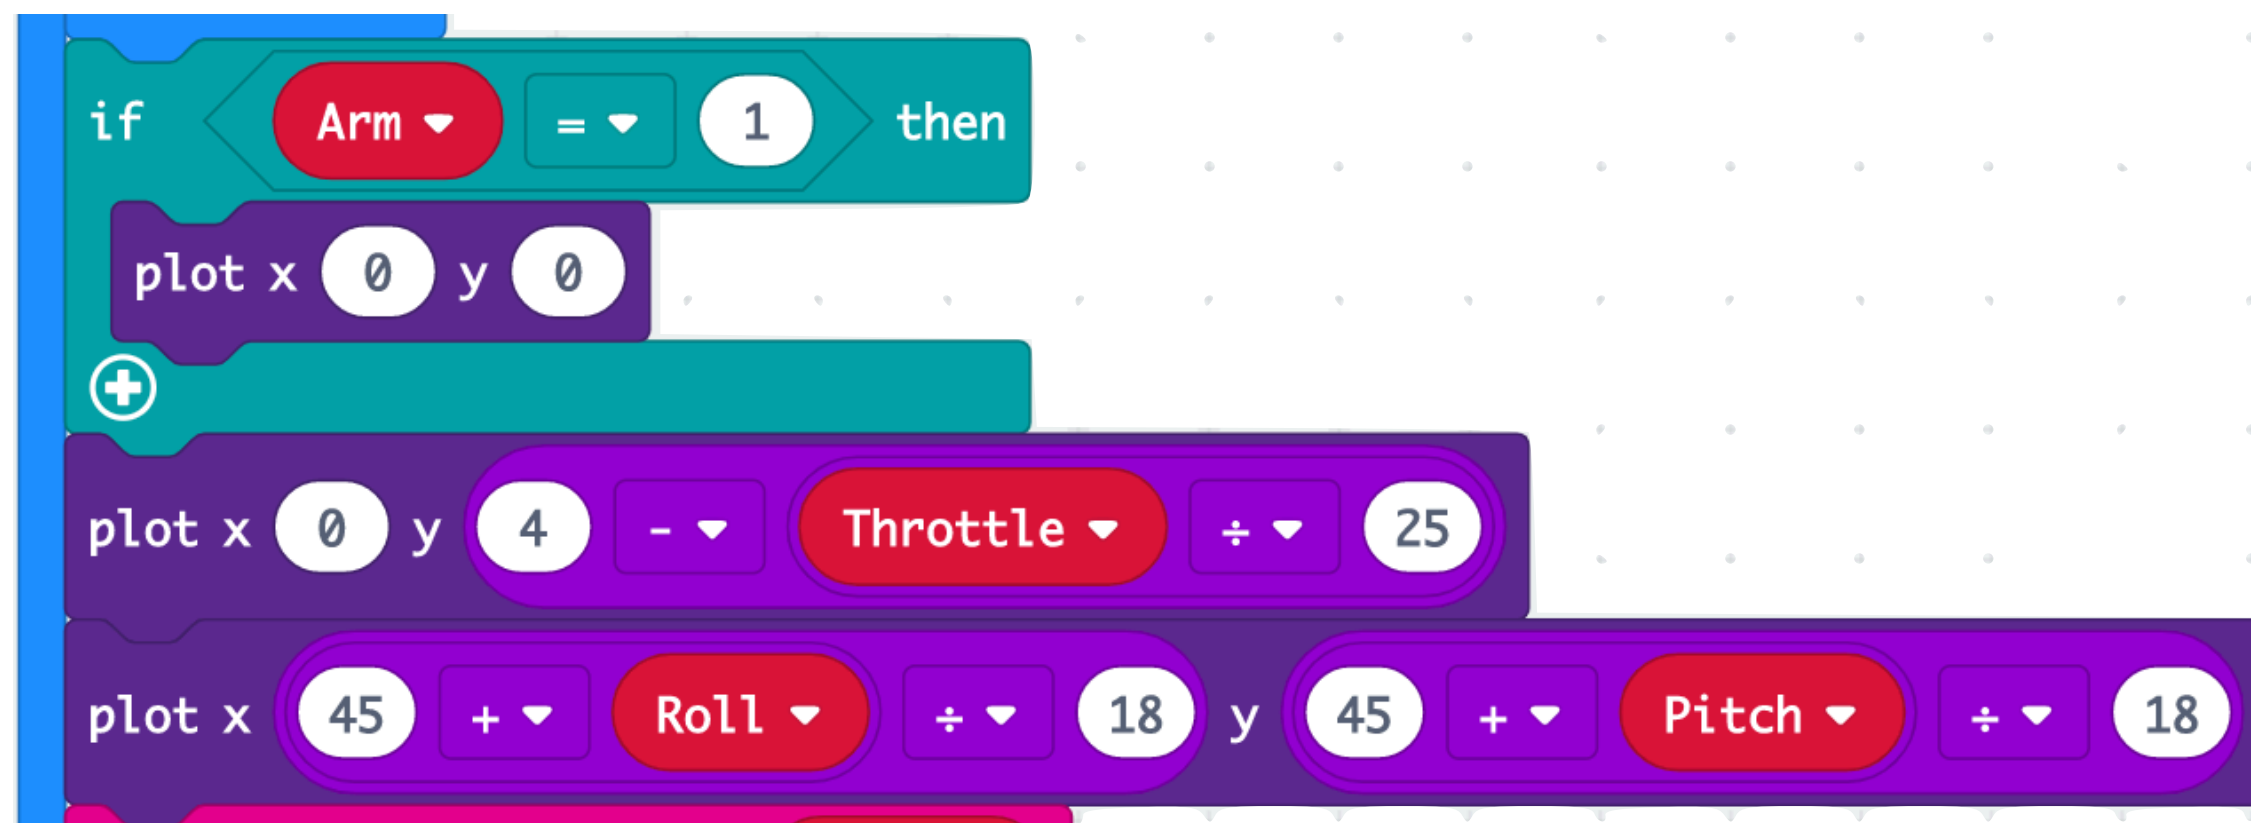 if Arm = 1 then
plot x 0 y 0
plot x 0 y 4 - Throttle ÷ 25
plot x 45 + Roll ÷ 18 y 45 + Pitch ÷ 18